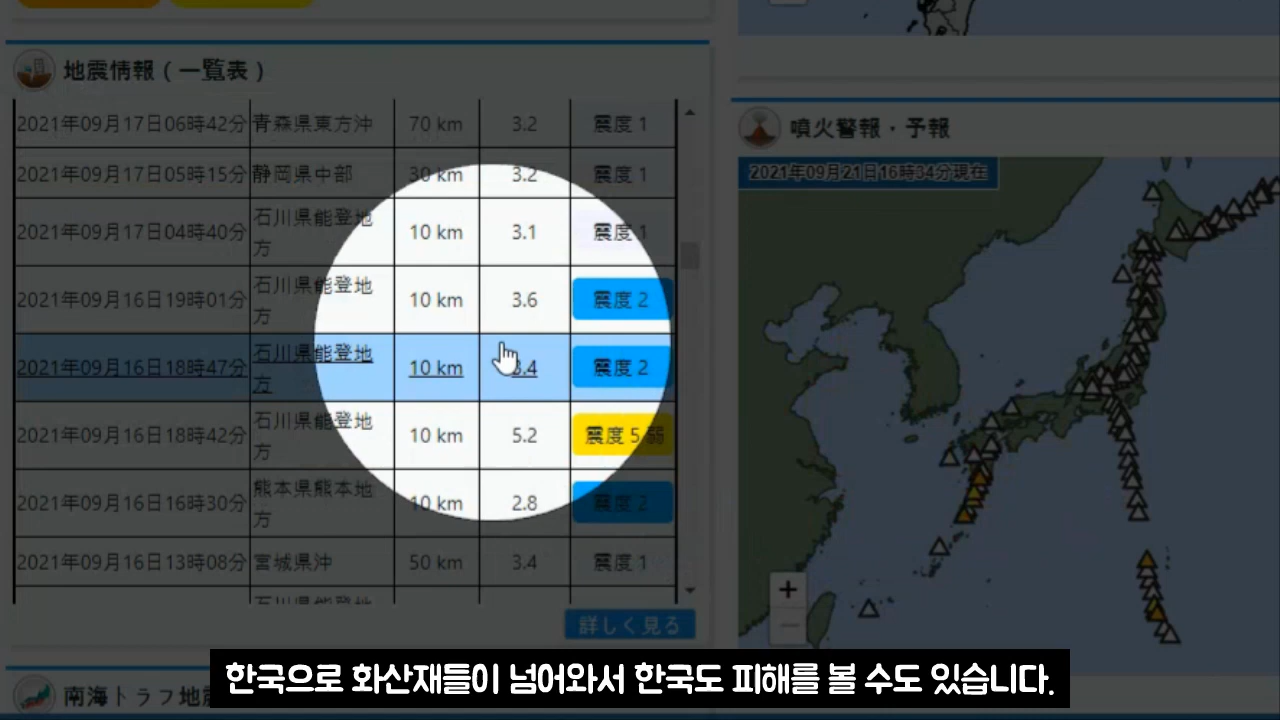 地震情報（一覧表）
2021年09月17日06時42分 青森県東方沖 70 km 3.2 震度 1
2021年09月17日05時15分 静岡県中部 30 km 3.2 震度 1
2021年09月17日04時40分 石川県能登地方 10 km 3.1 震度 1
2021年09月16日19時01分 石川県能登地方 10 km 3.6 震度 2
2021年09月16日18時47分 石川県能登地方 10 km 3.4 震度 2
2021年09月16日18時42分 石川県能登地方 10 km 5.2 震度 5 弱
2021年09月16日16時30分 熊本県熊本地方 10 km 2.8 震度 2
2021年09月16日13時08分 宮城県沖 50 km 3.4 震度 1
詳しく見る
南海トラフ地震
噴火警報・予報
2021年09月21日16時34分現在
+
−
한국으로 화산재들이 넘어와서 한국도 피해를 볼 수도 있습니다.